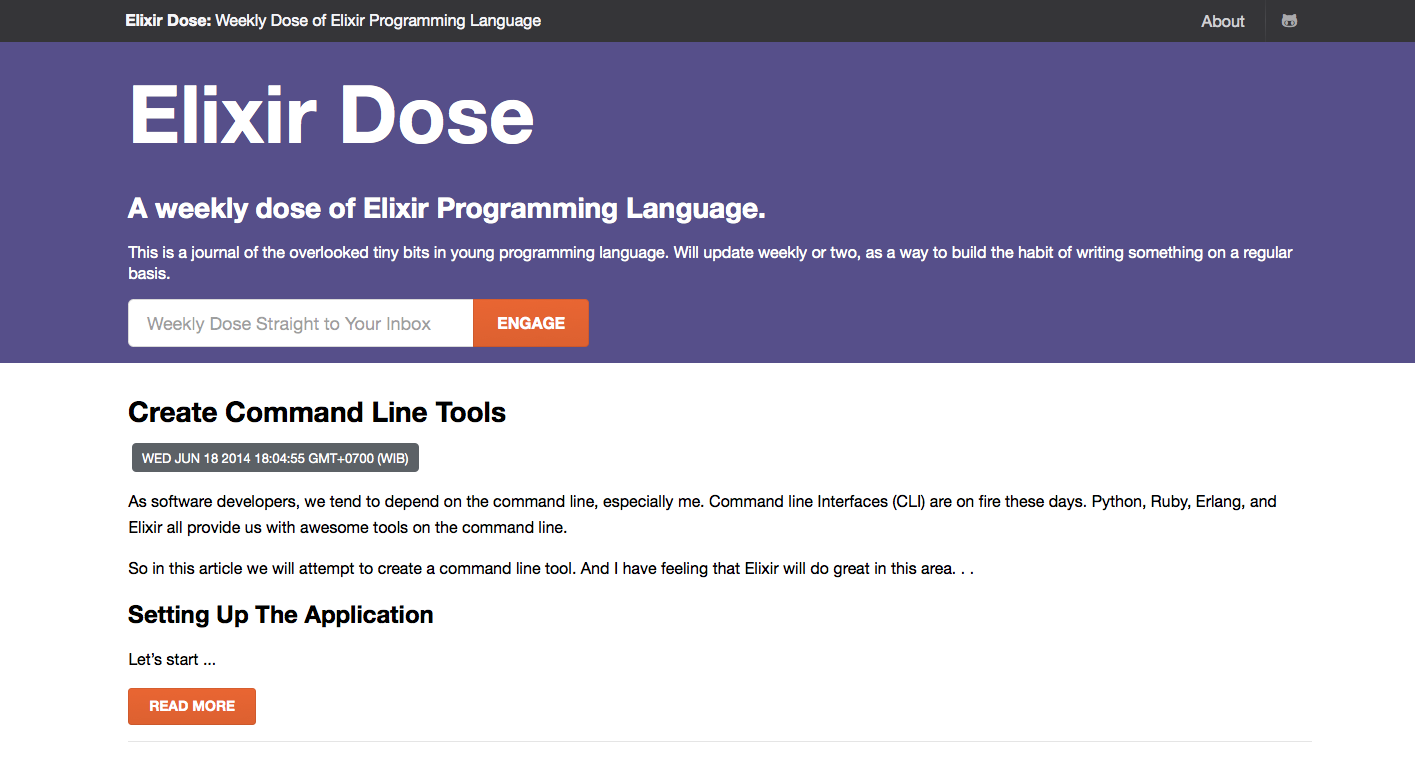 Elixir Dose: Weekly Dose of Elixir Programming Language
About
Elixir Dose
A weekly dose of Elixir Programming Language.
This is a journal of the overlooked tiny bits in young programming language. Will update weekly or two, as a way to build the habit of writing something on a regular
basis.
Weekly Dose Straight to Your Inbox
ENGAGE
Create Command Line Tools
WED JUN 18 2014 18:04:55 GMT+0700 (WIB)
As software developers, we tend to depend on the command line, especially me. Command line Interfaces (CLI) are on fire these days. Python, Ruby, Erlang, and
Elixir all provide us with awesome tools on the command line.
So in this article we will attempt to create a command line tool. And I have feeling that Elixir will do great in this area. . .
Setting Up The Application
Let’s start ...
READ MORE